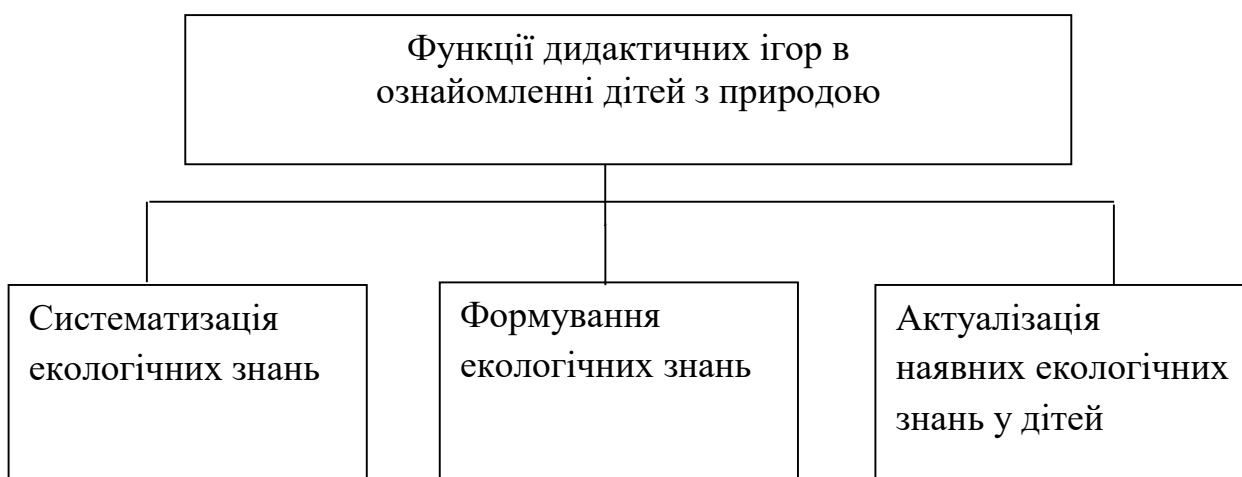 Функції дидактичних ігор в
ознайомленні дітей з природою
Систематизація
екологічних знань
Формування
екологічних знань
Актуалізація
наявних екологічних
знань у дітей